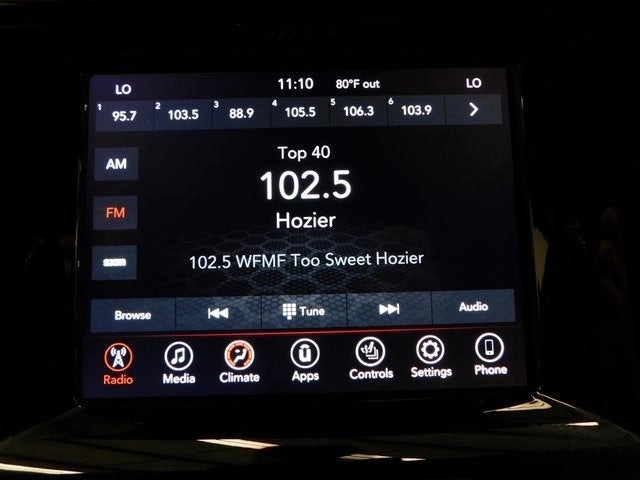 LO 11:10 80°F out LO
1 95.7 2 103.5 3 88.9 4 105.5 5 106.3 6 103.9
AM
Top 40
102.5
FM
Hozier
sxm
102.5 WFMF Too Sweet Hozier
Browse Tune Audio
Radio Media Climate Apps Controls Settings Phone